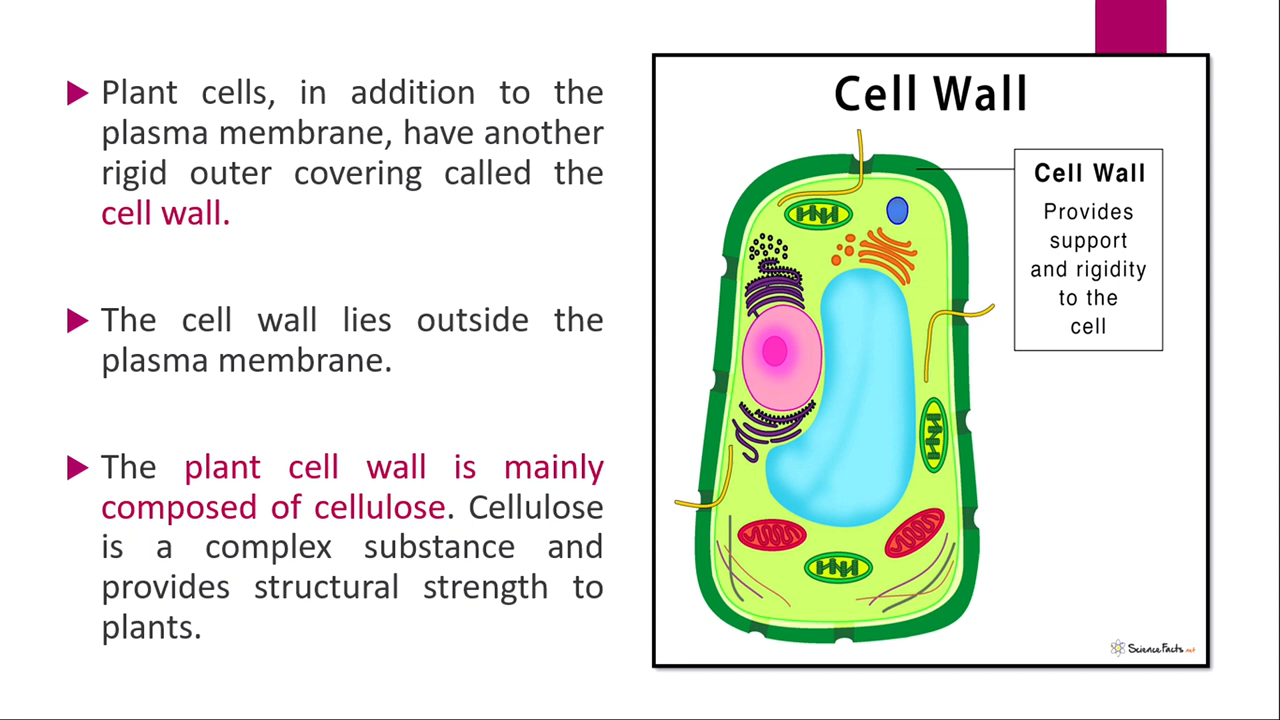 Plant cells, in addition to the
plasma membrane, have another
rigid outer covering called the
cell wall.
The cell wall lies outside the
plasma membrane.
The plant cell wall is mainly
composed of cellulose. Cellulose
is a complex substance and
provides structural strength to
plants.
Cell Wall
Cell Wall
Provides
support
and rigidity
to the
cell
ScienceFacts.net